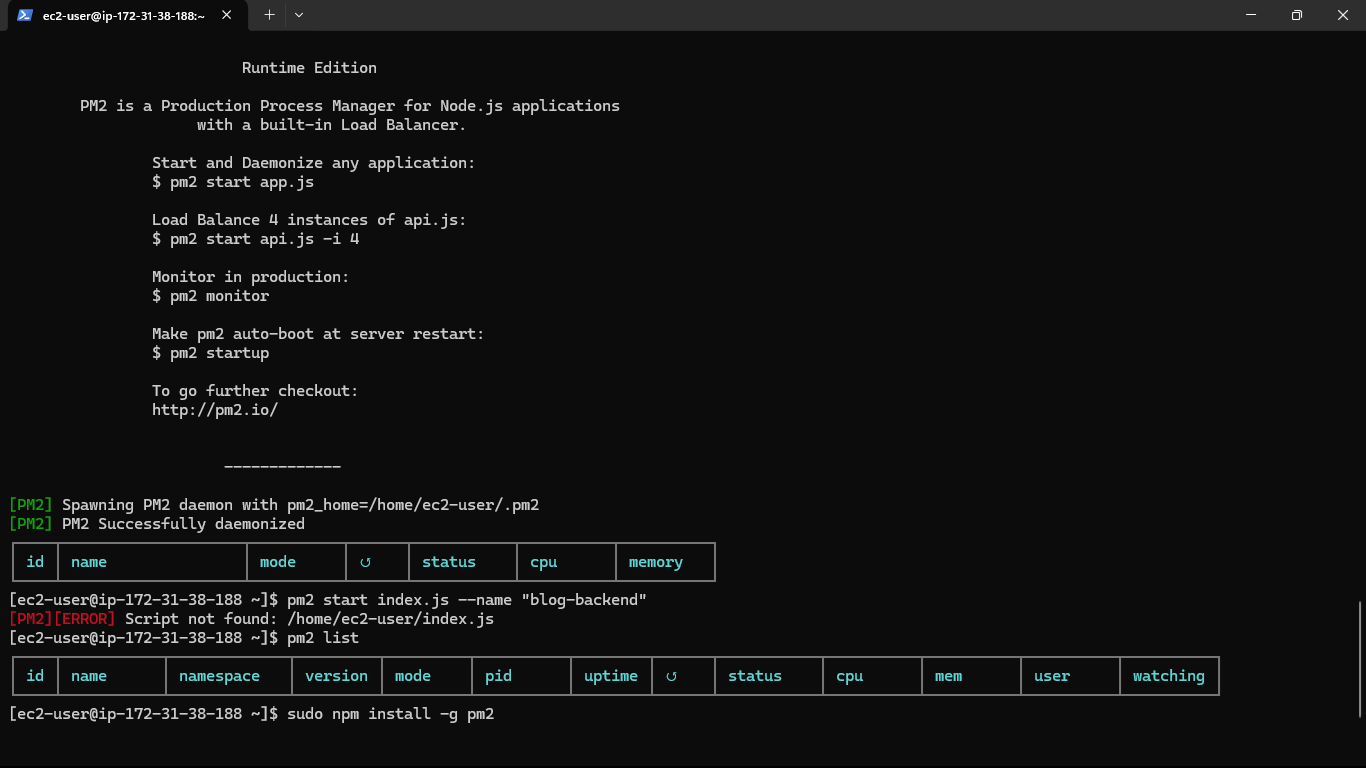 ec2-user@ip-172-31-38-188:~
Runtime Edition
PM2 is a Production Process Manager for Node.js applications
with a built-in Load Balancer.
Start and Daemonize any application:
$ pm2 start app.js
Load Balance 4 instances of api.js:
$ pm2 start api.js -i 4
Monitor in production:
$ pm2 monitor
Make pm2 auto-boot at server restart:
$ pm2 startup
To go further checkout:
http://pm2.io/
-------------
[PM2] Spawning PM2 daemon with pm2_home=/home/ec2-user/.pm2
[PM2] PM2 Successfully daemonized
id name mode ↺ status cpu memory
[ec2-user@ip-172-31-38-188 ~]$ pm2 start index.js --name "blog-backend"
[PM2][ERROR] Script not found: /home/ec2-user/index.js
[ec2-user@ip-172-31-38-188 ~]$ pm2 list
id name namespace version mode pid uptime ↺ status cpu mem user watching
[ec2-user@ip-172-31-38-188 ~]$ sudo npm install -g pm2